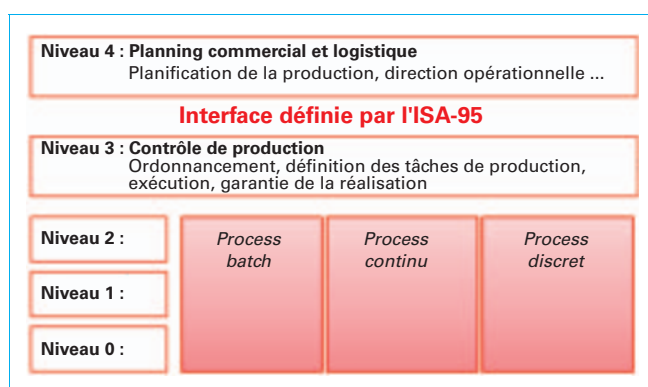 Niveau 4 : Planning commercial et logistique
Planification de la production, direction opérationnelle ...
Interface définie par l'ISA-95
Niveau 3 : Contrôle de production
Ordonnancement, définition des tâches de production,
exécution, garantie de la réalisation
Niveau 2 :
Process
batch
Process
continu
Process
discret
Niveau 1 :
Niveau 0 :